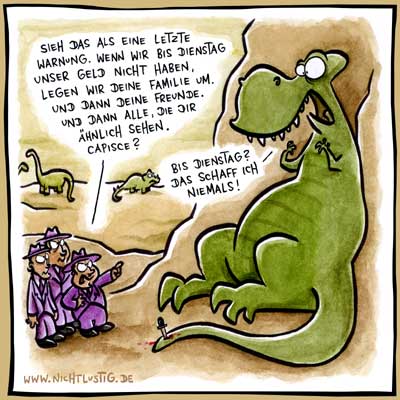 SIEH DAS ALS EINE LETZTE
WARNUNG. WENN WIR BIS DIENSTAG
UNSER GELD NICHT HABEN,
LEGEN WIR DEINE FAMILIE UM.
UND DANN DEINE FREUNDE.
UND DANN ALLE, DIE DIR
ÄHNLICH SEHEN.
CAPISCE?
BIS DIENSTAG?
DAS SCHAFF ICH
NIEMALS!
WWW.NICHTLUSTIG.DE